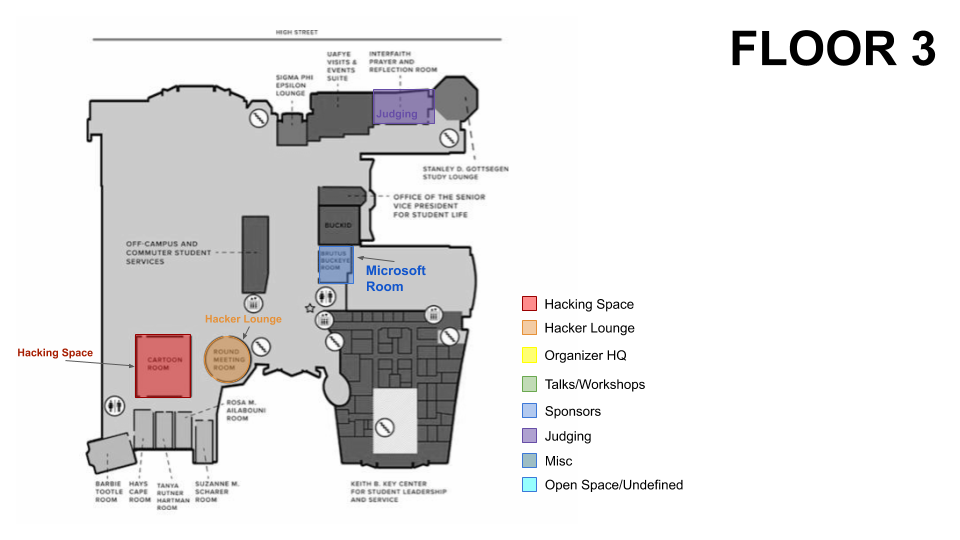 FLOOR 3
HIGH STREET
UAFYE
VISITS &
EVENTS
SUITE
INTERFAITH
PRAYER AND
REFLECTION ROOM
SIGMA PHI
EPSILON
LOUNGE
Judging
STANLEY D. GOTTSEGEN
STUDY LOUNGE
OFFICE OF THE SENIOR
VICE PRESIDENT
FOR STUDENT LIFE
BUCKID
OFF-CAMPUS AND
COMMUTER STUDENT
SERVICES
BRUTUS
BUCKEYE
ROOM
Microsoft
Room
Hacker Lounge
Hacking Space
CARTOON
ROOM
ROUND
MEETING
ROOM
ROSA M.
AILABOUNI
ROOM
BARBIE
TOOTLE
ROOM
HAYS
CAPE
ROOM
TANYA
RUTNER
HARTMAN
ROOM
SUZANNE M.
SCHARER
ROOM
KEITH B. KEY CENTER
FOR STUDENT LEADERSHIP
AND SERVICE
Hacking Space
Hacker Lounge
Organizer HQ
Talks/Workshops
Sponsors
Judging
Misc
Open Space/Undefined